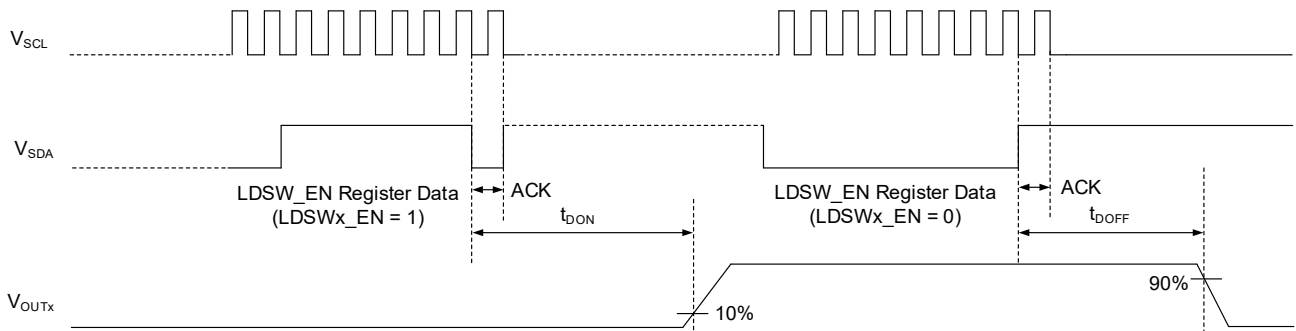 V_SCL
V_SDA
LDSW_EN Register Data
(LDSWx_EN = 1)
ACK
t_DON
LDSW_EN Register Data
(LDSWx_EN = 0)
ACK
t_DOFF
V_OUTx
10%
90%